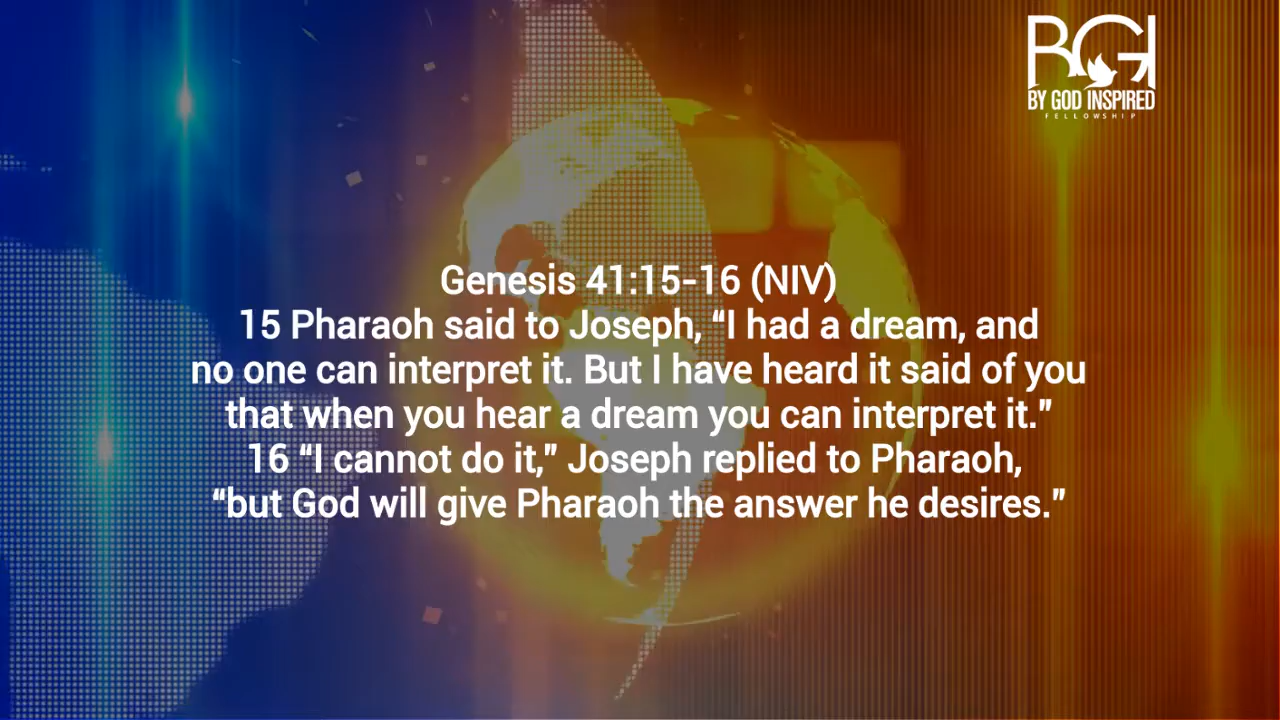 BGI
BY GOD INSPIRED
FELLOWSHIP
Genesis 41:15-16 (NIV)
15 Pharaoh said to Joseph, “I had a dream, and
no one can interpret it. But I have heard it said of you
that when you hear a dream you can interpret it.”
16 “I cannot do it,” Joseph replied to Pharaoh,
“but God will give Pharaoh the answer he desires.”